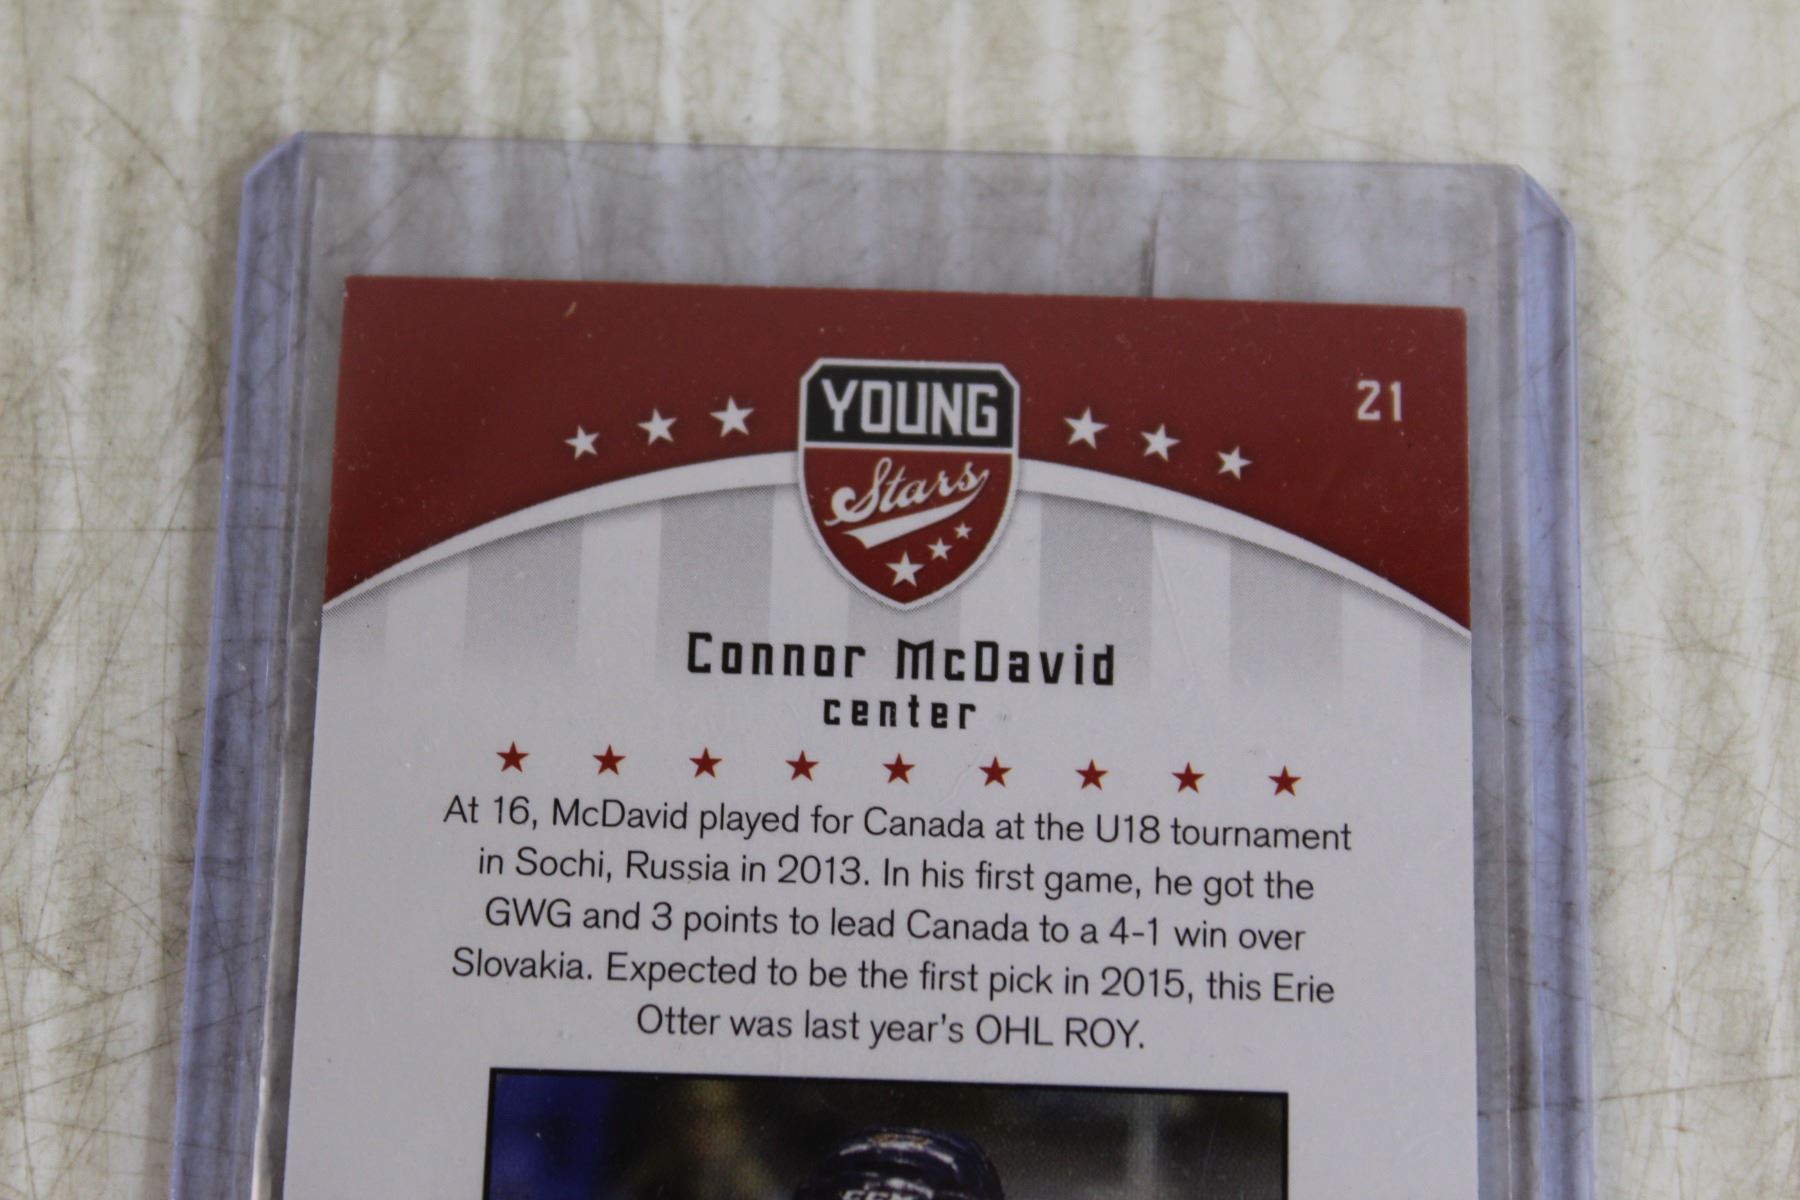 21
YOUNG
Stars
Connor McDavid
center
At 16, McDavid played for Canada at the U18 tournament
in Sochi, Russia in 2013. In his first game, he got the
GWG and 3 points to lead Canada to a 4-1 win over
Slovakia. Expected to be the first pick in 2015, this Erie
Otter was last year's OHL ROY.